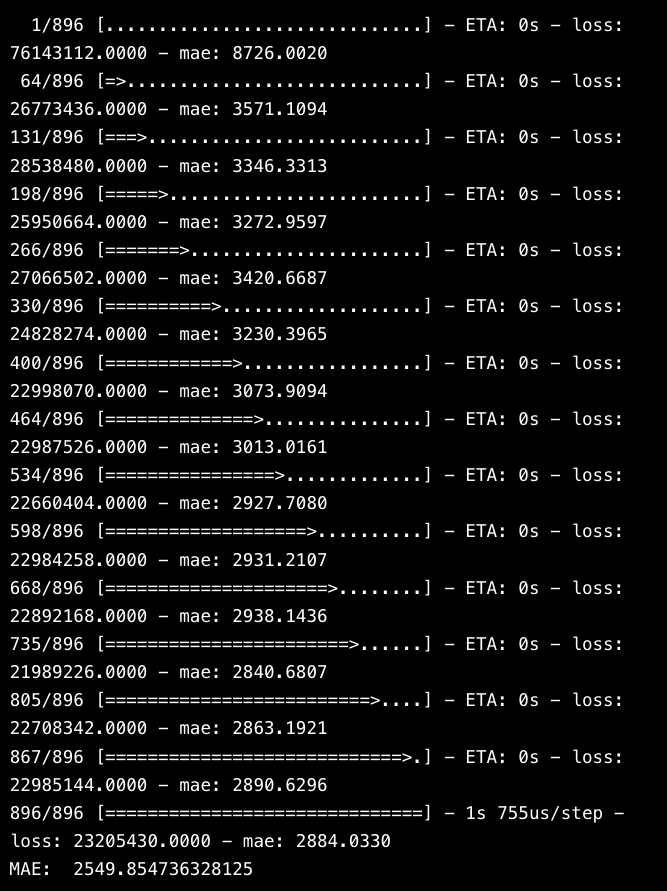 1/896 [..............................] - ETA: 0s - loss:
76143112.0000 - mae: 8726.0020
 64/896 [=>............................] - ETA: 0s - loss:
26773436.0000 - mae: 3571.1094
131/896 [===>..........................] - ETA: 0s - loss:
28538480.0000 - mae: 3346.3313
198/896 [=====>........................] - ETA: 0s - loss:
25950664.0000 - mae: 3272.9597
266/896 [=======>......................] - ETA: 0s - loss:
27066502.0000 - mae: 3420.6687
330/896 [==========>...................] - ETA: 0s - loss:
24828274.0000 - mae: 3230.3965
400/896 [============>.................] - ETA: 0s - loss:
22998070.0000 - mae: 3073.9094
464/896 [==============>...............] - ETA: 0s - loss:
22987526.0000 - mae: 3013.0161
534/896 [================>.............] - ETA: 0s - loss:
22660404.0000 - mae: 2927.7080
598/896 [===================>..........] - ETA: 0s - loss:
22984258.0000 - mae: 2931.2107
668/896 [=====================>........] - ETA: 0s - loss:
22892168.0000 - mae: 2938.1436
735/896 [=======================>......] - ETA: 0s - loss:
21989226.0000 - mae: 2840.6807
805/896 [=========================>....] - ETA: 0s - loss:
22708342.0000 - mae: 2863.1921
867/896 [============================>.] - ETA: 0s - loss:
22985144.0000 - mae: 2890.6296
896/896 [==============================] - 1s 755us/step -
loss: 23205430.0000 - mae: 2884.0330
MAE:  2549.854736328125